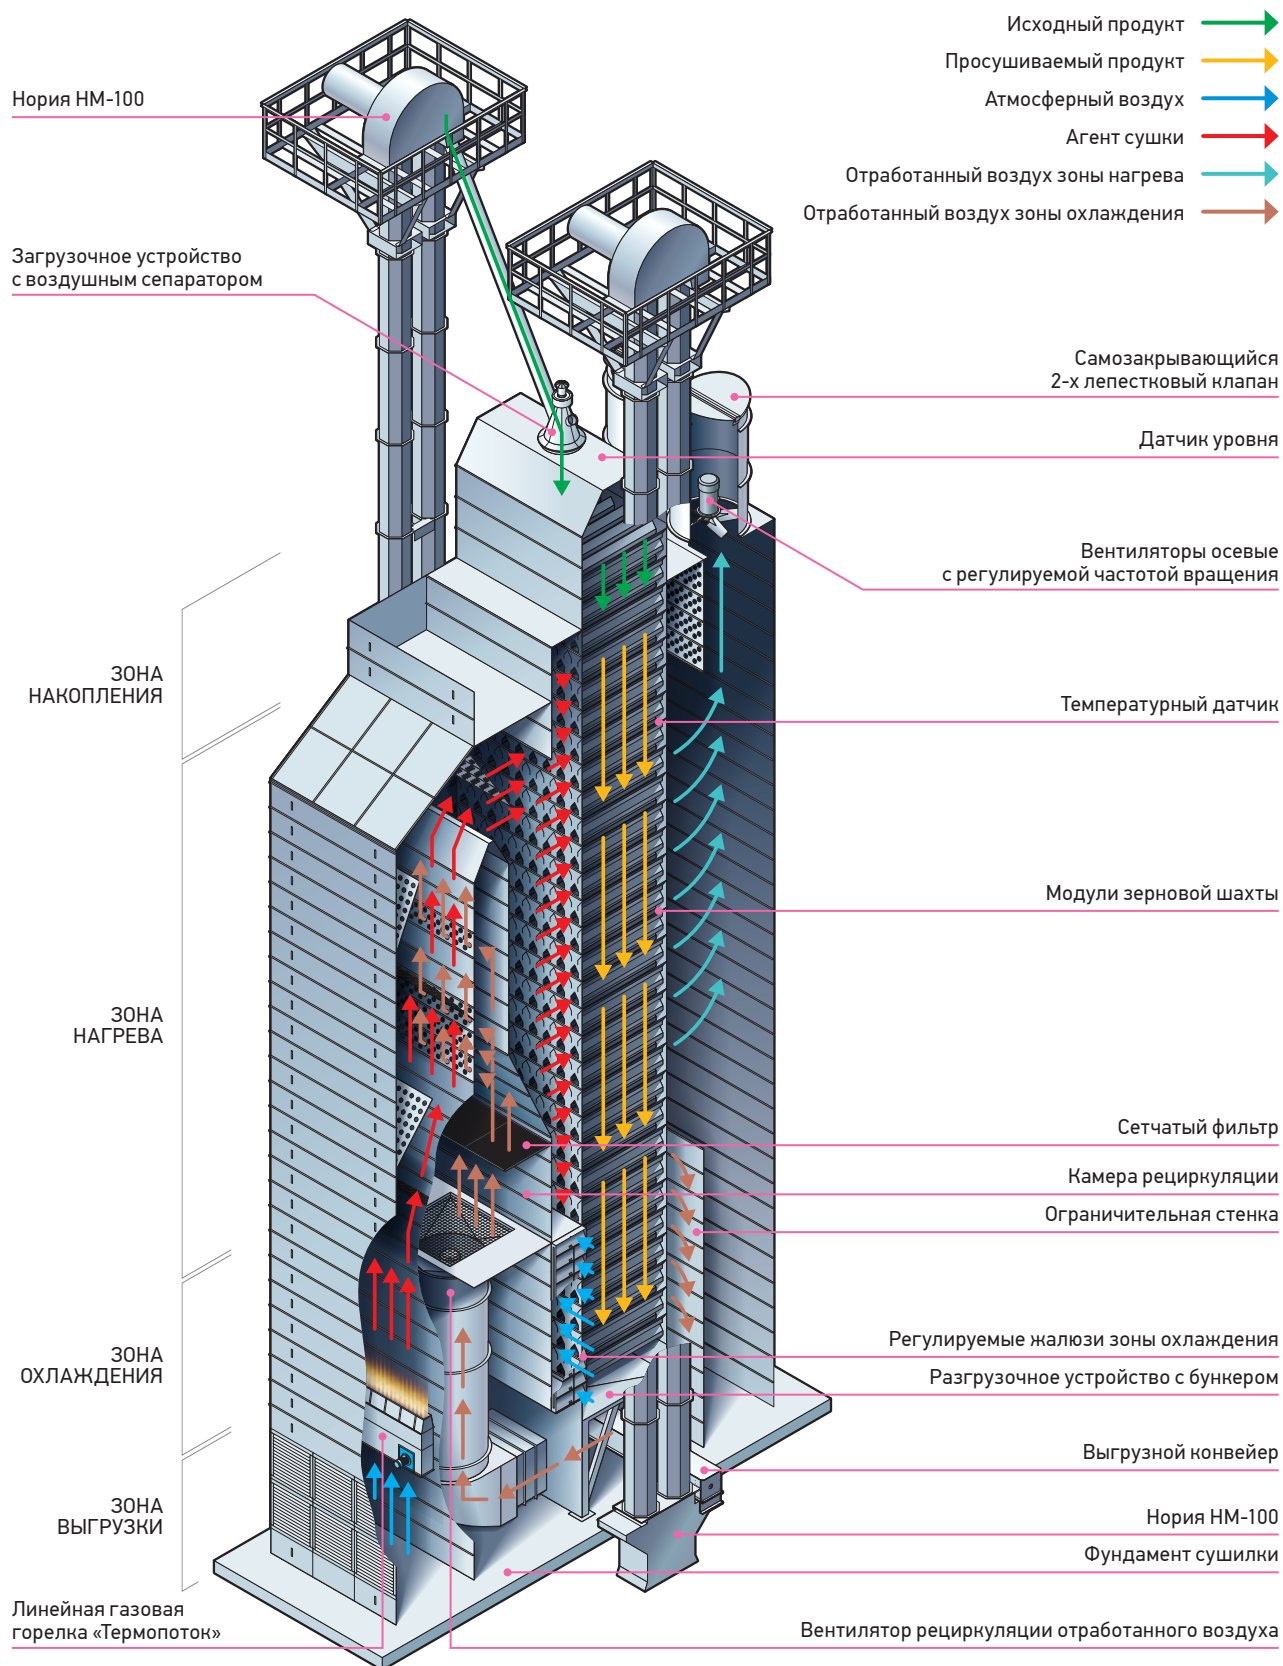 Исходный продукт
Просушиваемый продукт
Атмосферный воздух
Агент сушки
Отработанный воздух зоны нагрева
Отработанный воздух зоны охлаждения
Нория НМ-100
Загрузочное устройство
с воздушным сепаратором
Самозакрывающийся
2-х лепестковый клапан
Датчик уровня
Вентиляторы осевые
с регулируемой частотой вращения
ЗОНА
НАКОПЛЕНИЯ
Температурный датчик
Модули зерновой шахты
ЗОНА
НАГРЕВА
Сетчатый фильтр
Камера рециркуляции
Ограничительная стенка
Регулируемые жалюзи зоны охлаждения
ЗОНА
ОХЛАЖДЕНИЯ
Разгрузочное устройство с бункером
Выгрузной конвейер
ЗОНА
ВЫГРУЗКИ
Нория НМ-100
Фундамент сушилки
Линейная газовая
горелка «Термопоток»
Вентилятор рециркуляции отработанного воздуха